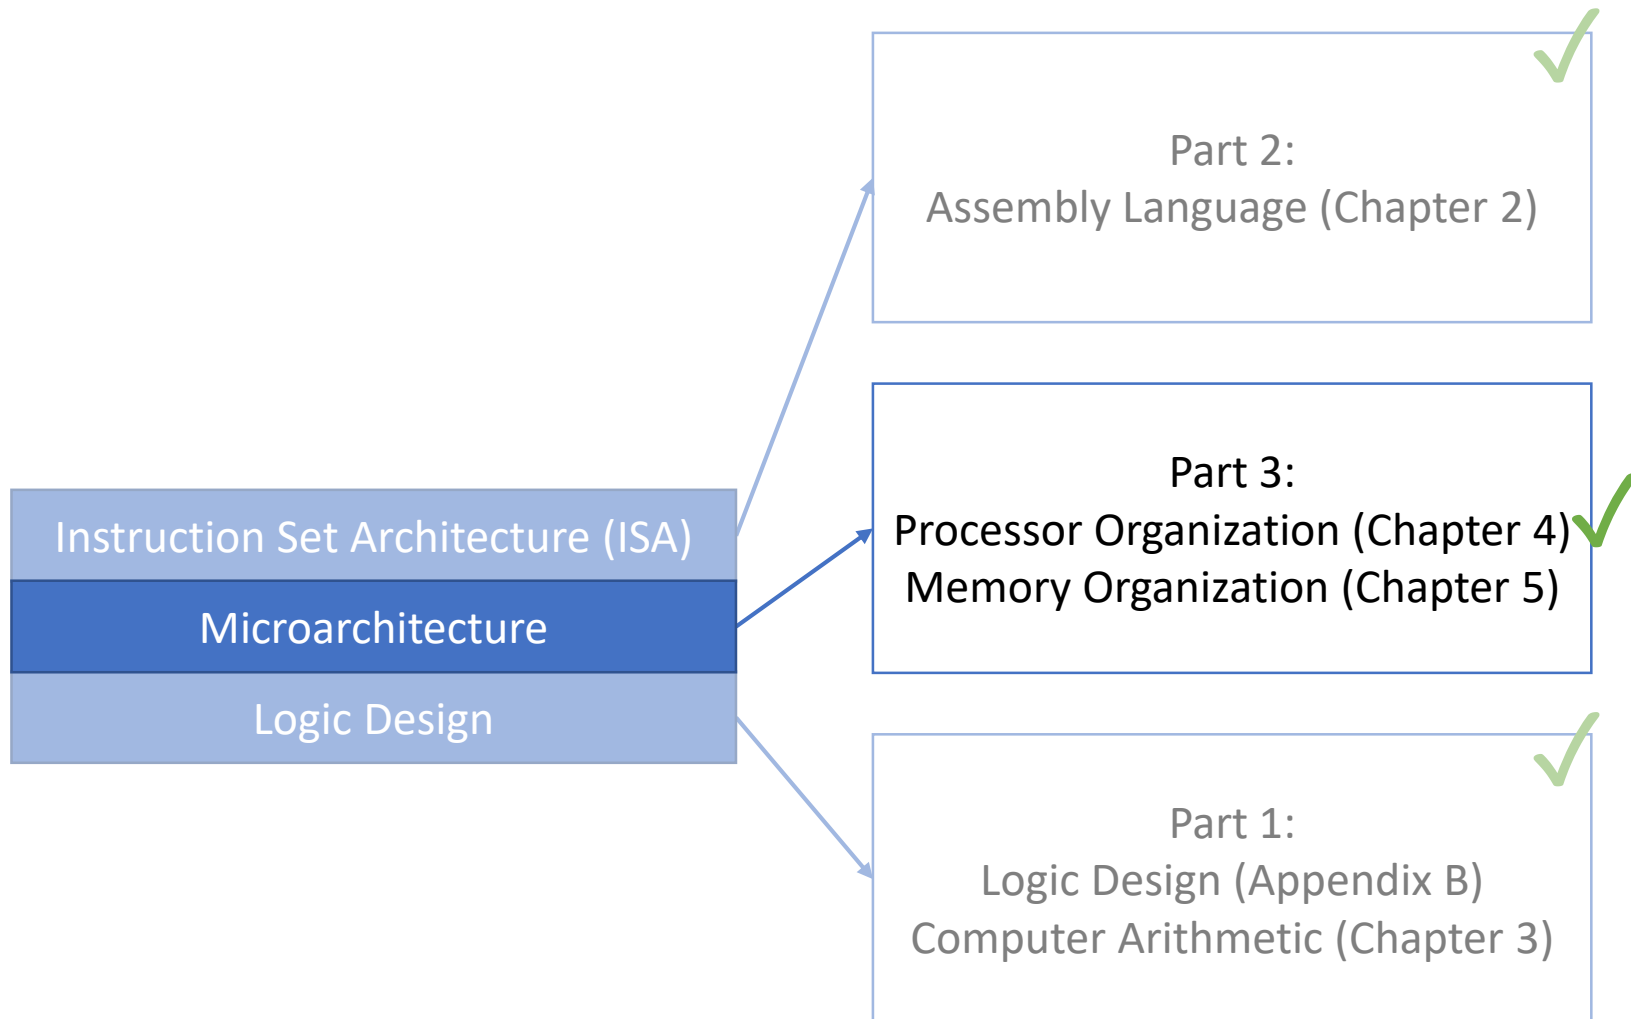 Instruction Set Architecture (ISA)
Microarchitecture
Logic Design
Part 2:
Assembly Language (Chapter 2)
Part 3:
Processor Organization (Chapter 4)
Memory Organization (Chapter 5)
Part 1:
Logic Design (Appendix B)
Computer Arithmetic (Chapter 3)